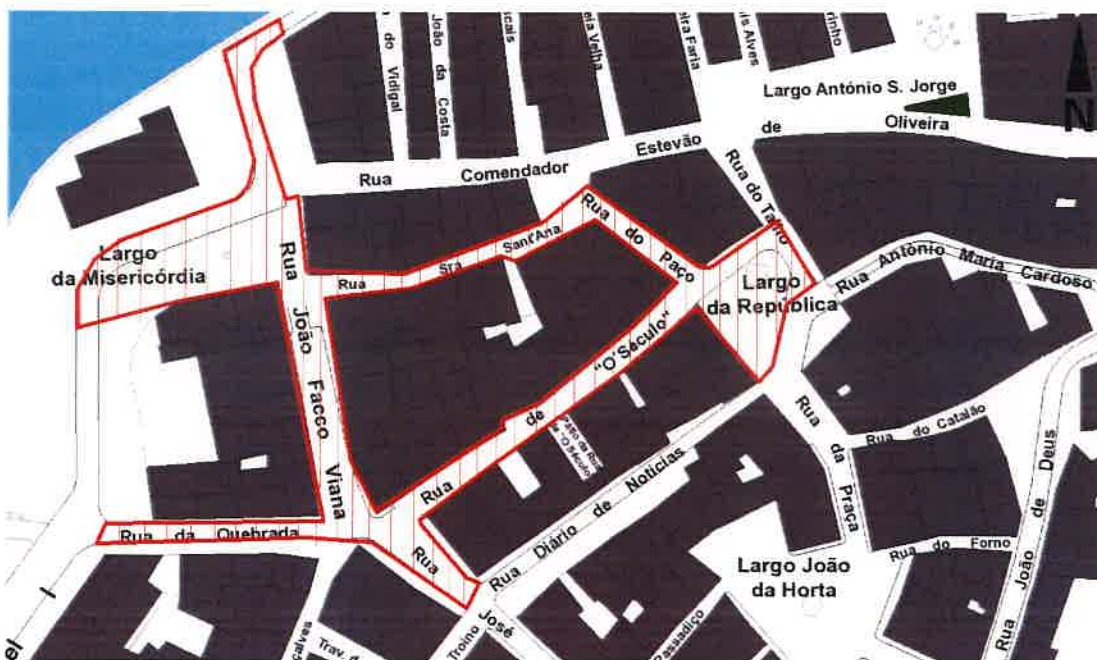 do Vidigal
João da Costa
Largo António S. Jorge
N
Rua Comendador Estevão de Oliveira
Rua do Talho
Rua António Maria Cardoso
Largo
da Misericórdia
Rua Stª Sant'Ana
Rua do Paço
Largo
da República
Rua João Facco Viana
Rua de "O'Século"
Rua da Praça
Rua do Catalão
Rua João de Deus
Rua da Quebrada
Rua Diário de Notícias
Rua do Forno
Largo João
da Horta
Rua José
Troino
Passadiço